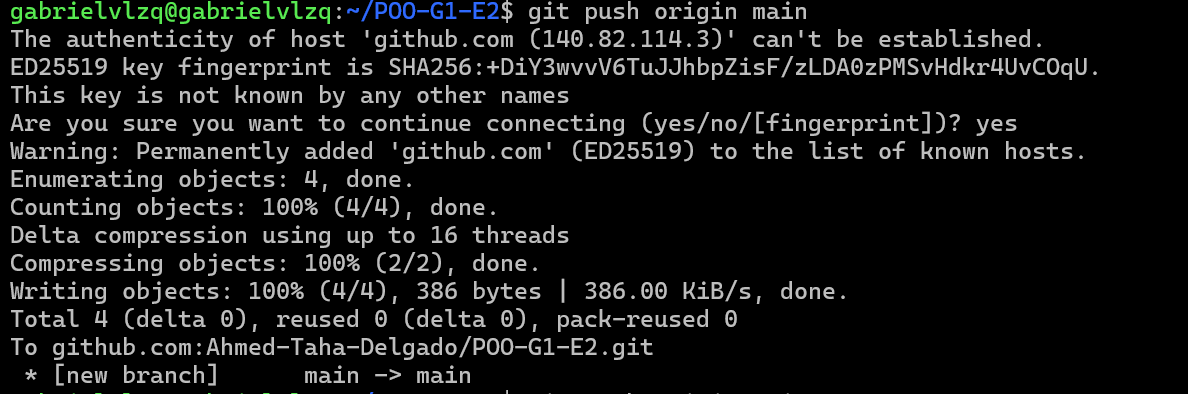 gabrielvlzq@gabrielvlzq:~/POO-G1-E2$ git push origin main
The authenticity of host 'github.com (140.82.114.3)' can't be established.
ED25519 key fingerprint is SHA256:+DiY3wvvV6TuJJhbpZisF/zLDA0zPMSvHdkr4UvCOqU.
This key is not known by any other names
Are you sure you want to continue connecting (yes/no/[fingerprint])? yes
Warning: Permanently added 'github.com' (ED25519) to the list of known hosts.
Enumerating objects: 4, done.
Counting objects: 100% (4/4), done.
Delta compression using up to 16 threads
Compressing objects: 100% (2/2), done.
Writing objects: 100% (4/4), 386 bytes | 386.00 KiB/s, done.
Total 4 (delta 0), reused 0 (delta 0), pack-reused 0
To github.com:Ahmed-Taha-Delgado/POO-G1-E2.git
 * [new branch]      main -> main